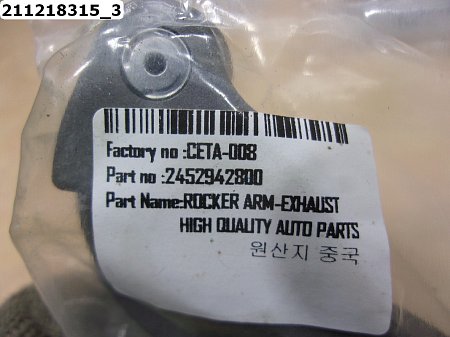 211218315_3
Factory no :CETA-008
Part no :2452942800
Part Name:ROCKER ARM-EXHAUST
HIGH QUALITY AUTO PARTS
원산지 중국